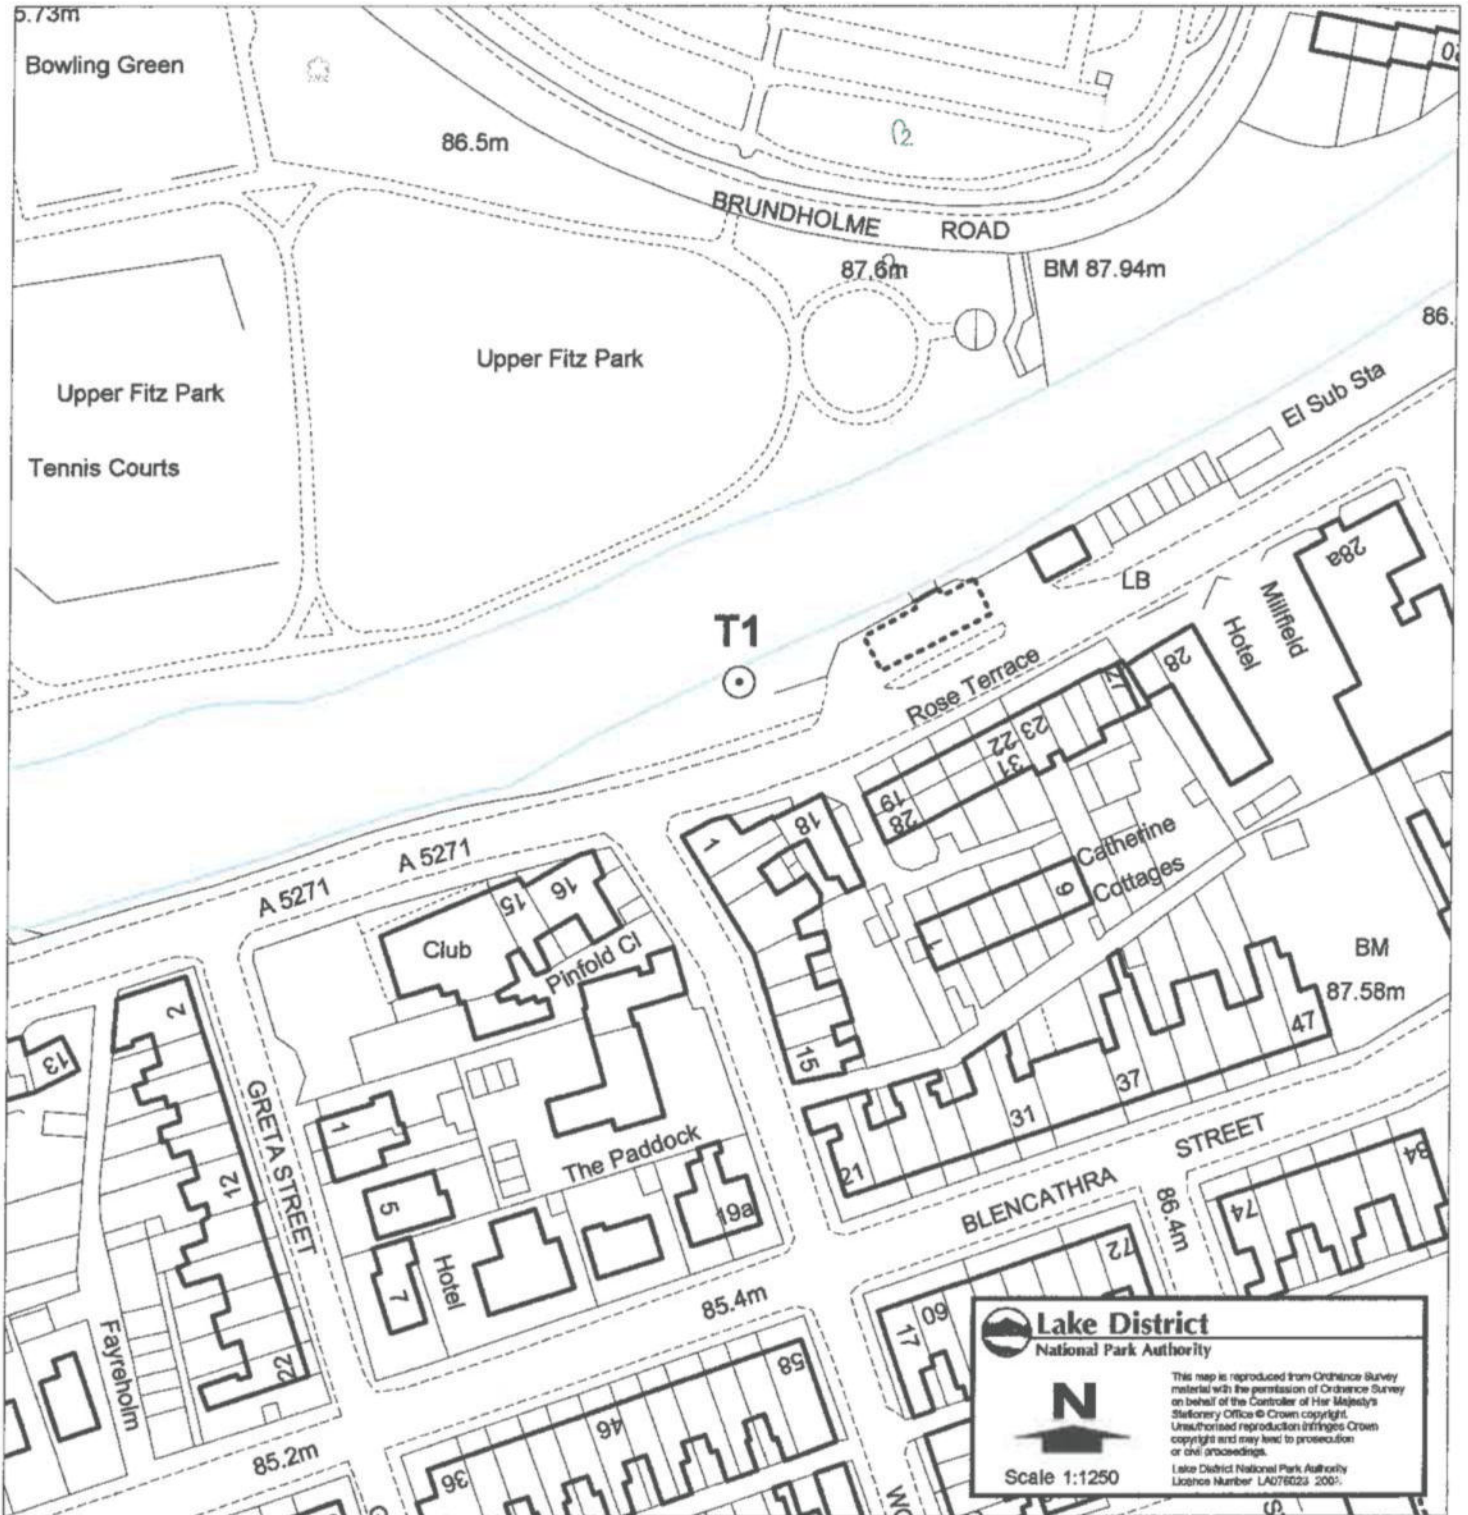 5.73m
Bowling Green
86.5m
20
BRUNDHOLME ROAD
87.6m
BM 87.94m
86.
Upper Fitz Park
Upper Fitz Park
Tennis Courts
El Sub Sta
T1
LB
28a
Millfield
Hotel
28
Rose Terrace
27
23
22
31
19
28
18
1
A 5271
A 5271
Catherine
Cottages
9
1
16
15
Club
Pinfold Cl
BM
87.58m
2
13
15
47
37
31
21
GRETA STREET
1
The Paddock
BLENCATHRA STREET
12
5
19a
86.4m
84
74
72
60
17
7
Hotel
85.4m
Fayreholm
22
58
46
36
85.2m
Lake District
National Park Authority
N
Scale 1:1250
This map is reproduced from Ordnance Survey
material with the permission of Ordnance Survey
on behalf of the Controller of Her Majesty's
Stationery Office © Crown copyright.
Unauthorised reproduction infringes Crown
copyright and may lead to prosecution
or civil proceedings.
Lake District National Park Authority
Licence Number LA076023